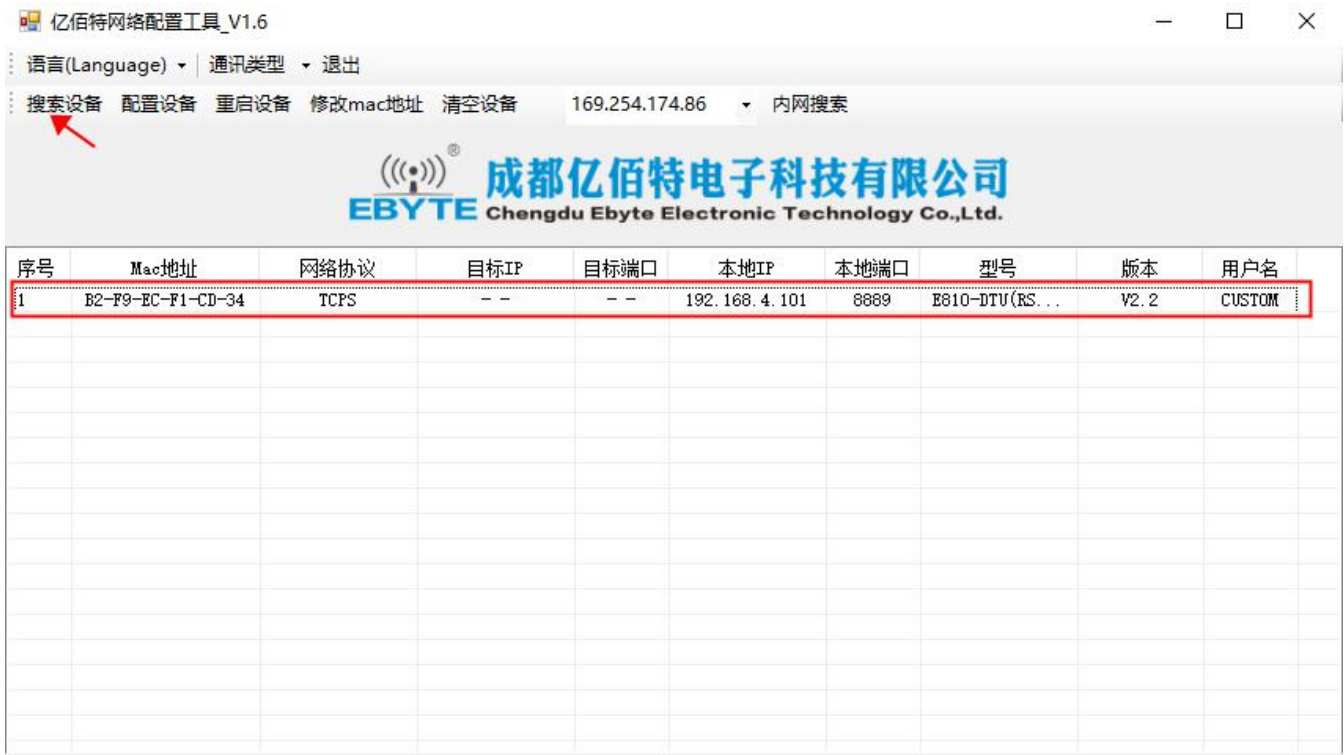 亿佰特网络配置工具_V1.6
语言(Language) 通讯类型 退出
搜索设备 配置设备 重启设备 修改mac地址 清空设备 169.254.174.86 内网搜索
®
成都亿佰特电子科技有限公司
EBYTE Chengdu Ebyte Electronic Technology Co.,Ltd.
序号 Mac地址 网络协议 目标IP 目标端口 本地IP 本地端口 型号 版本 用户名
1 B2-F9-EC-F1-CD-34 TCPS -- -- 192.168.4.101 8889 E810-DTU(RS... V2.2 CUSTOM